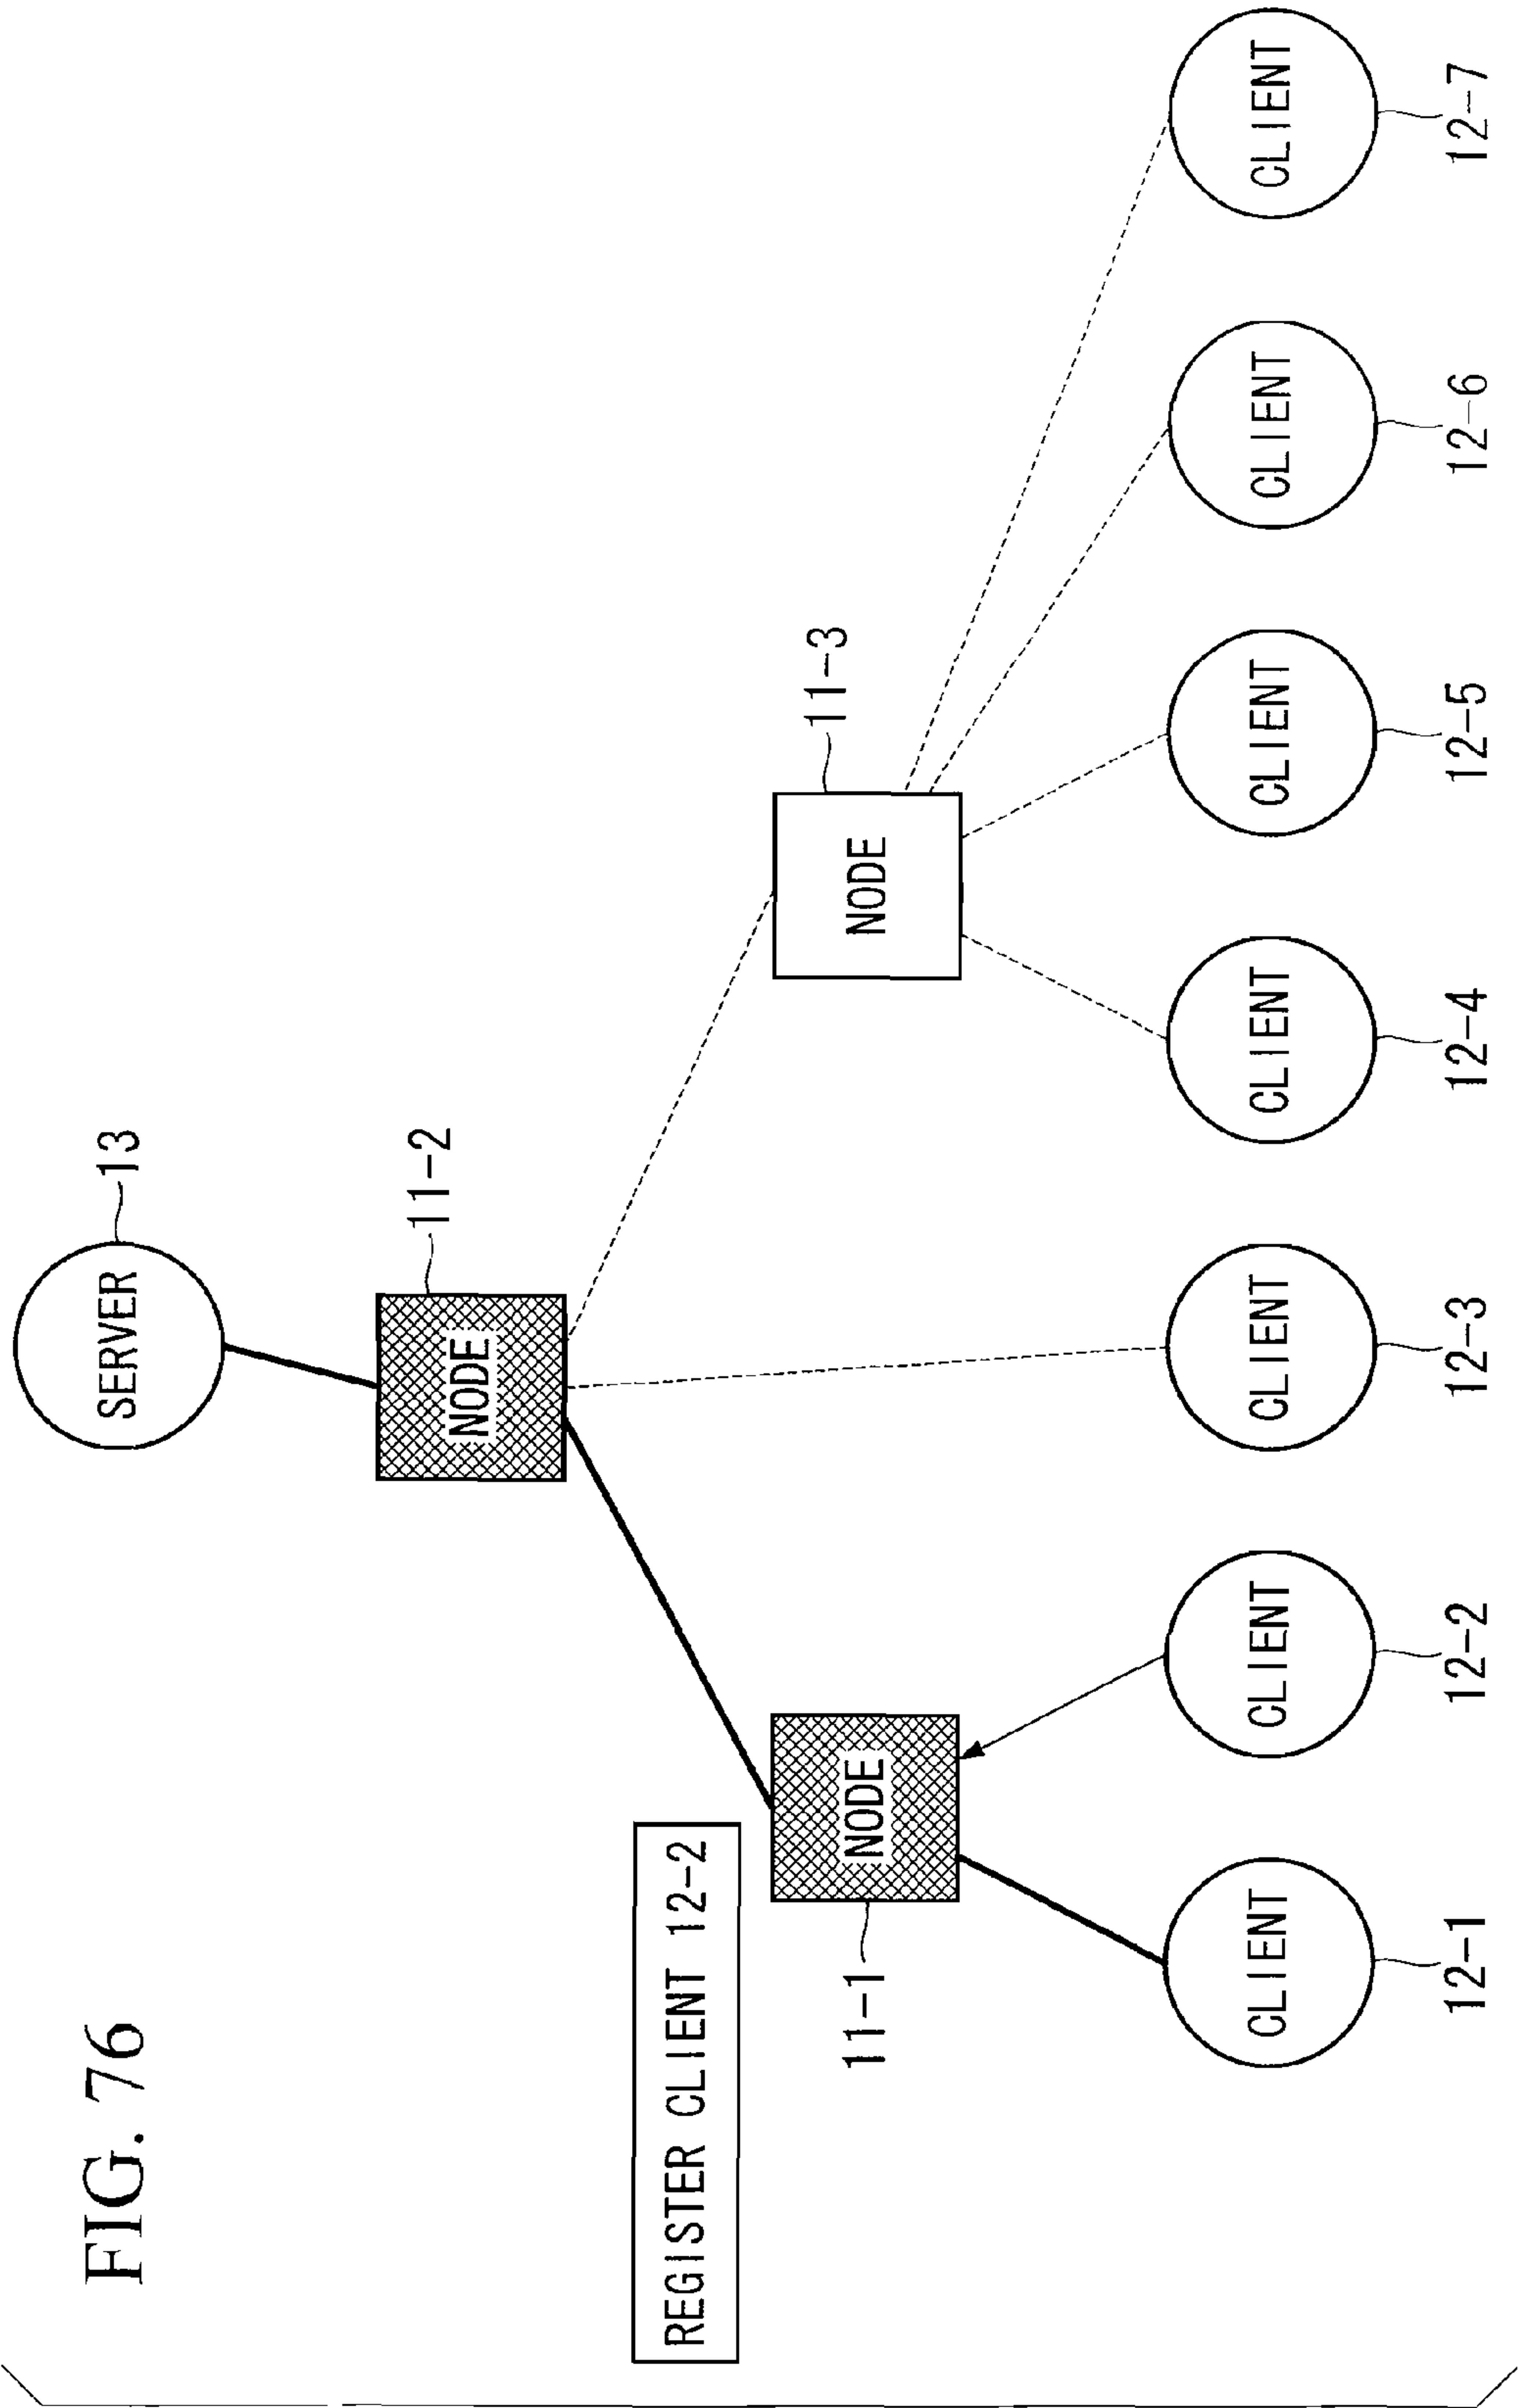 FIG. 76
SERVER
13
NODE
11-2
REGISTER CLIENT 12-2
NODE
11-1
NODE
11-3
CLIENT
CLIENT
CLIENT
CLIENT
CLIENT
CLIENT
CLIENT
12-1
12-2
12-3
12-4
12-5
12-6
12-7